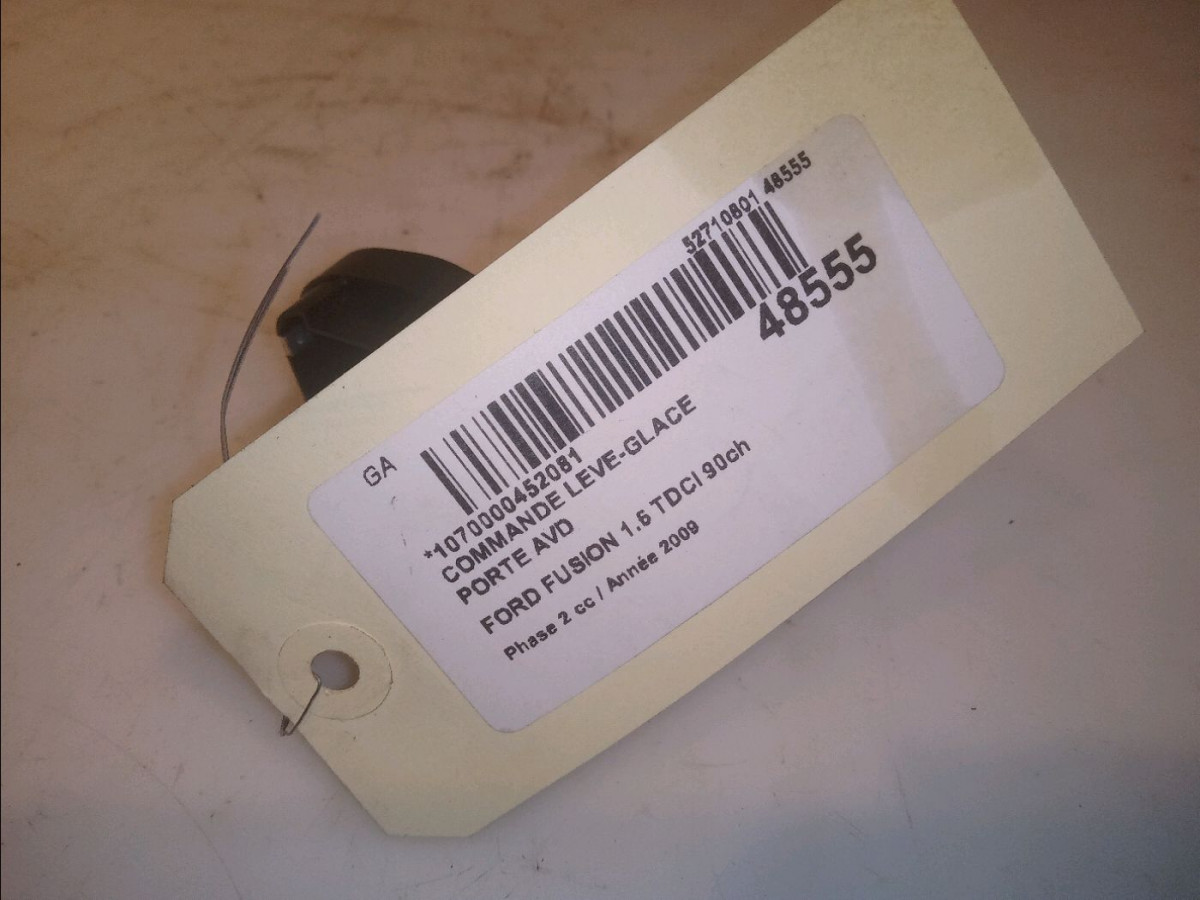 52710801 48555
48555
GA
*1070000452081
COMMANDE LEVE-GLACE
PORTE AVD
FORD FUSION 1.6 TDCI 90ch
Phase 2 cc / Année 2009